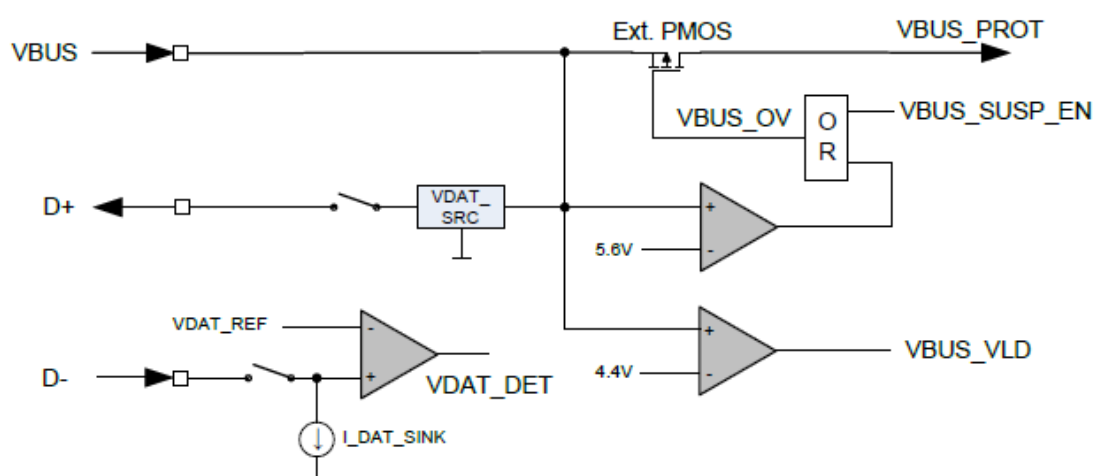 Ext. PMOS
VBUS_PROT
VBUS
VBUS_OV
O
R
VBUS_SUSP_EN
D+
VDAT_
SRC
+
5.6V
-
VDAT_REF
-
+
VDAT_DET
D-
I_DAT_SINK
+
4.4V
-
VBUS_VLD